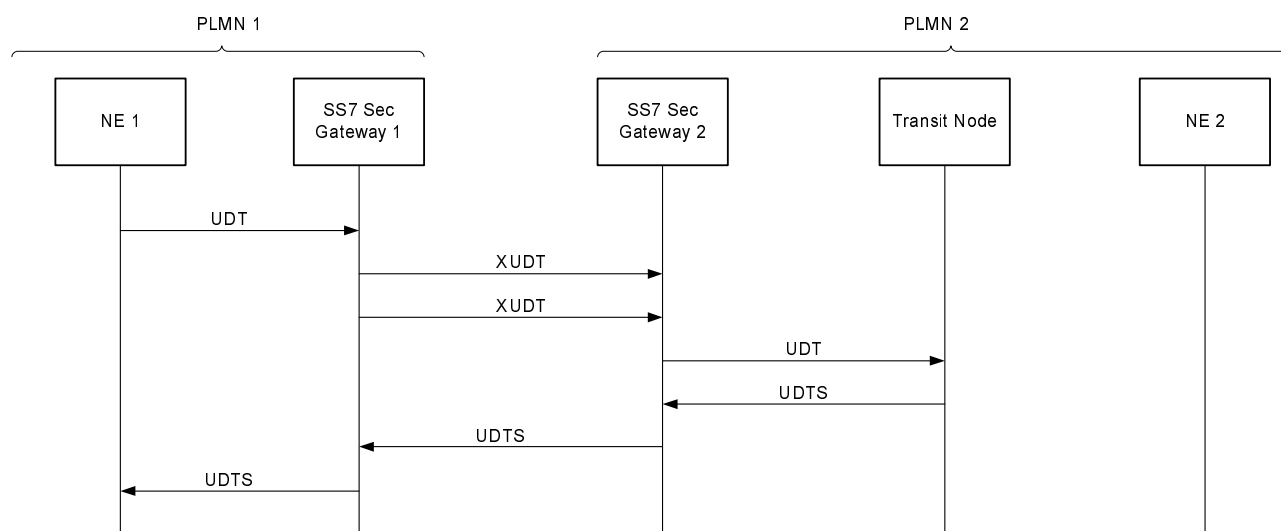 PLMN 1
PLMN 2
NE 1
SS7 Sec
Gateway 1
SS7 Sec
Gateway 2
Transit Node
NE 2
UDT
XUDT
XUDT
UDT
UDTS
UDTS
UDTS